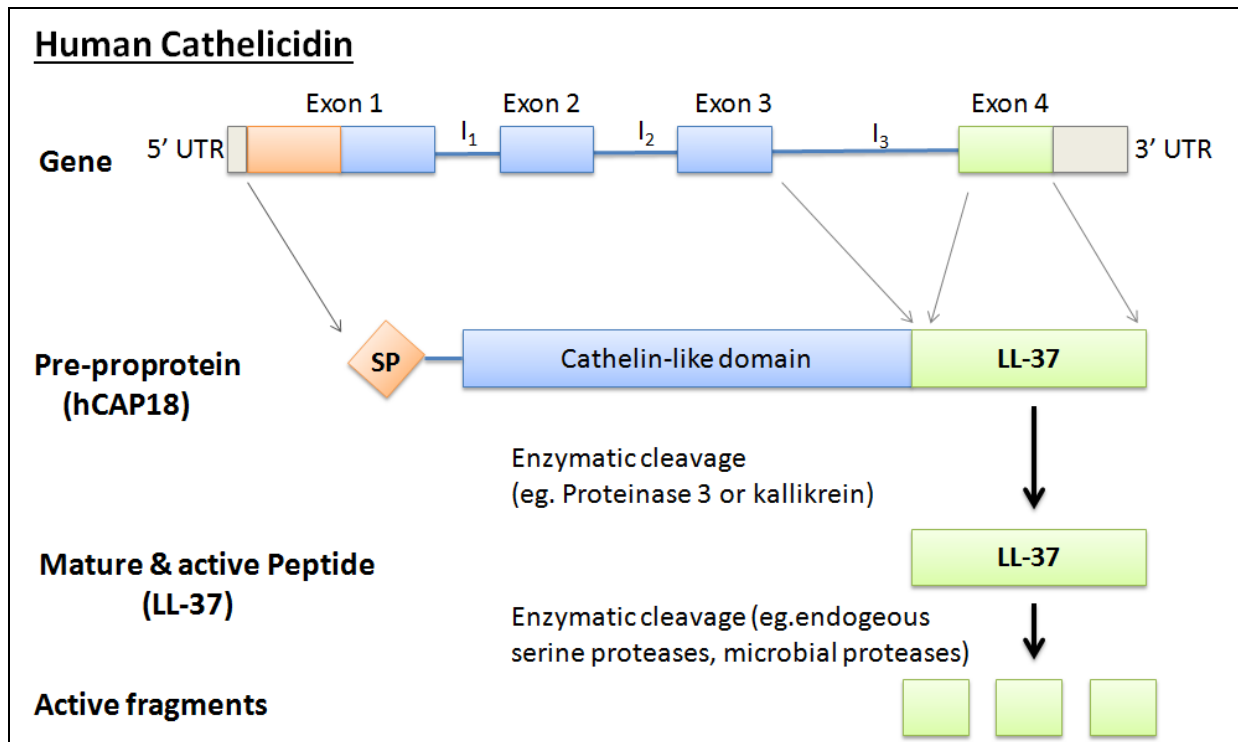 Human Cathelicidin
Exon 1
Exon 2
Exon 3
Exon 4
Gene
5’ UTR
I₁
I₂
I₃
3’ UTR
Pre-proprotein
(hCAP18)
SP
Cathelin-like domain
LL-37
Enzymatic cleavage
(eg. Proteinase 3 or kallikrein)
Mature & active Peptide
(LL-37)
LL-37
Enzymatic cleavage (eg.endogeous
serine proteases, microbial proteases)
Active fragments